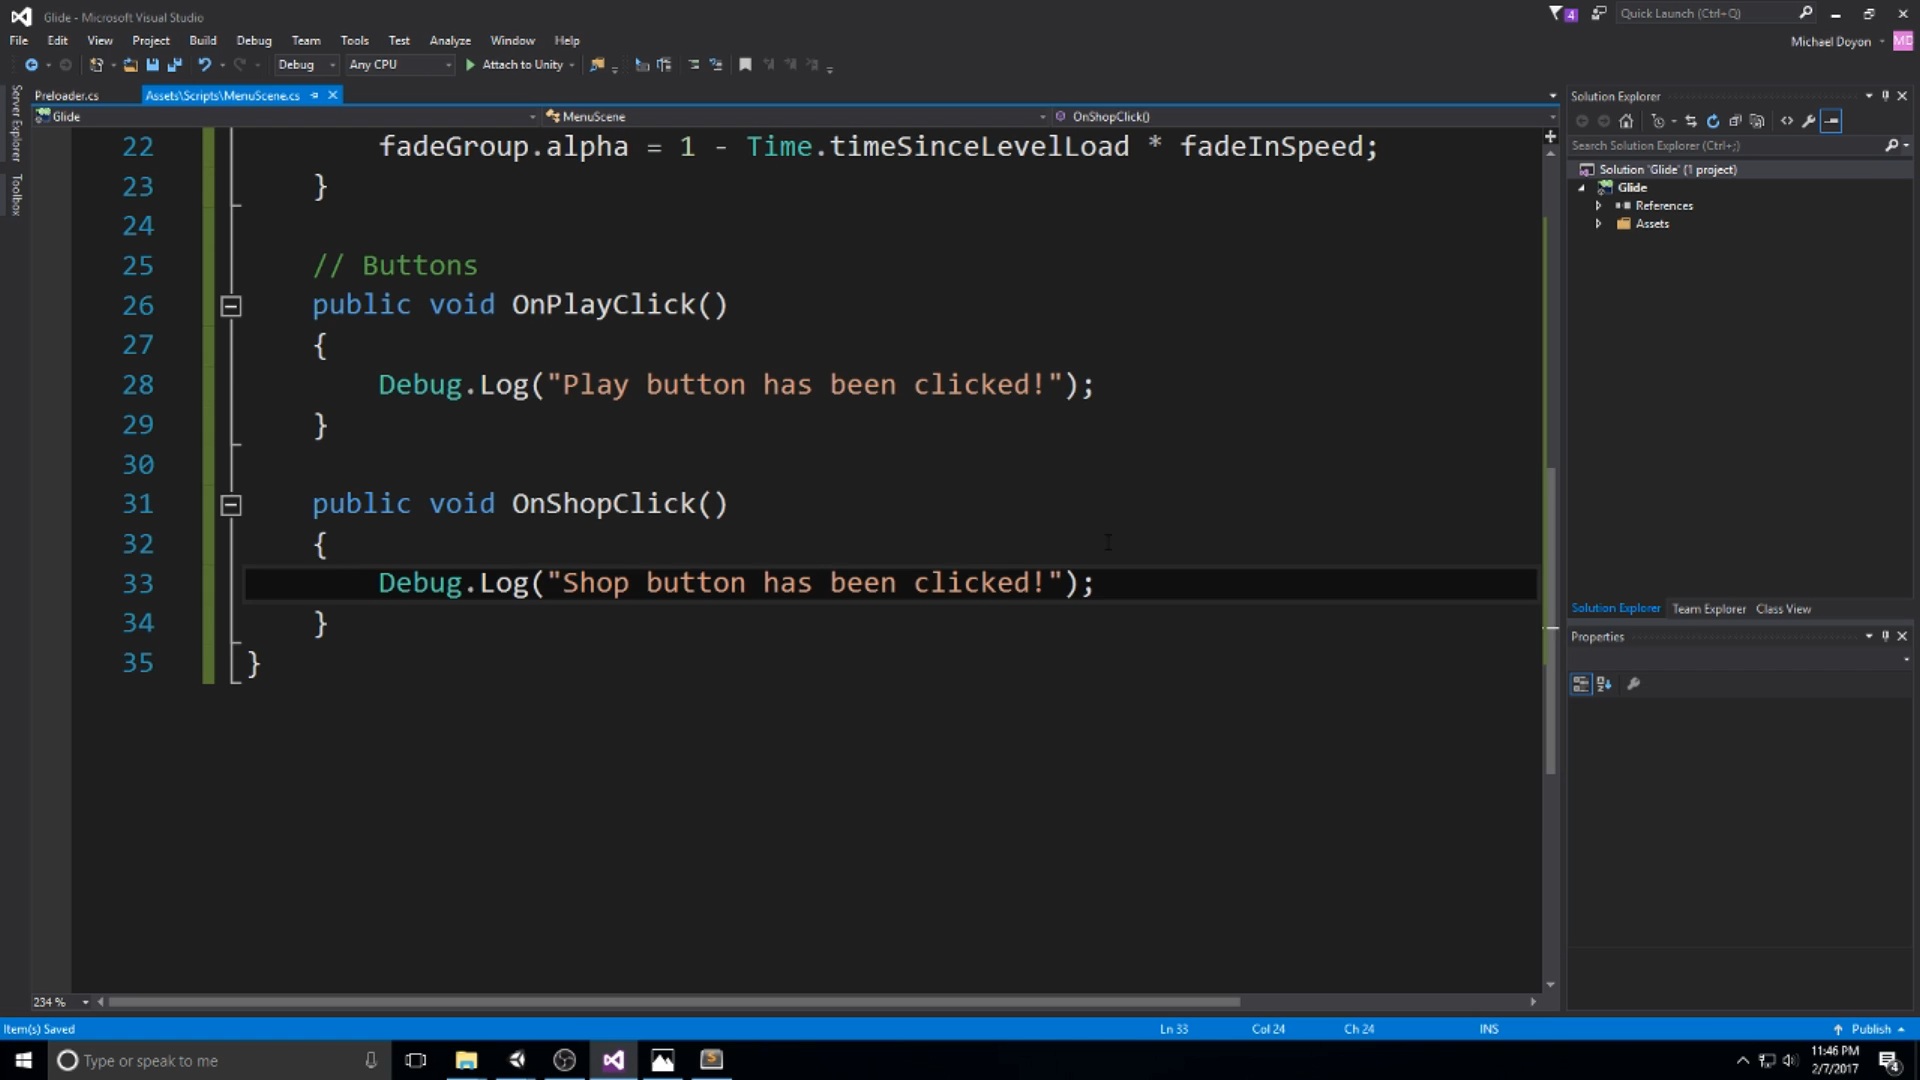 Glide - Microsoft Visual Studio
4
Quick Launch (Ctrl+Q)
File Edit View Project Build Debug Team Tools Test Analyze Window Help
Michael Doyon
MD
Debug
Any CPU
Attach to Unity
Server Explorer
Toolbox
Preloader.cs
Assets\Scripts\MenuScene.cs
Glide
MenuScene
OnShopClick()
22 fadeGroup.alpha = 1 - Time.timeSinceLevelLoad * fadeInSpeed;
23 }
24
25 // Buttons
26 public void OnPlayClick()
27 {
28 Debug.Log("Play button has been clicked!");
29 }
30
31 public void OnShopClick()
32 {
33 Debug.Log("Shop button has been clicked!");
34 }
35 }
234 %
Solution Explorer
Search Solution Explorer (Ctrl+;)
Solution 'Glide' (1 project)
Glide
References
Assets
Solution Explorer Team Explorer Class View
Properties
Item(s) Saved
Ln 33
Col 24
Ch 24
INS
Publish
Type or speak to me
11:46 PM
2/7/2017
4